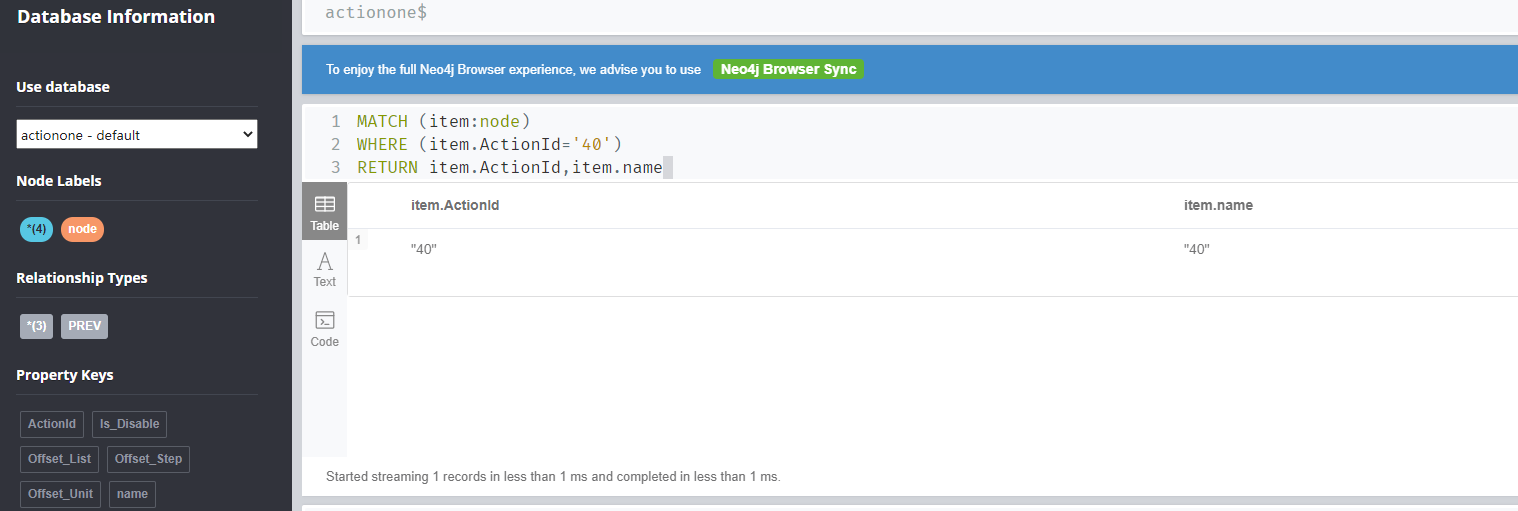 Database Information
Use database
actionone - default
Node Labels
*(4) node
Relationship Types
*(3) PREV
Property Keys
ActionId Is_Disable
Offset_List Offset_Step
Offset_Unit name
actionone$
To enjoy the full Neo4j Browser experience, we advise you to use Neo4j Browser Sync
1 MATCH (item:node)
2 WHERE (item.ActionId='40')
3 RETURN item.ActionId,item.name
Table
Text
Code
item.ActionId item.name
1 "40" "40"
Started streaming 1 records in less than 1 ms and completed in less than 1 ms.